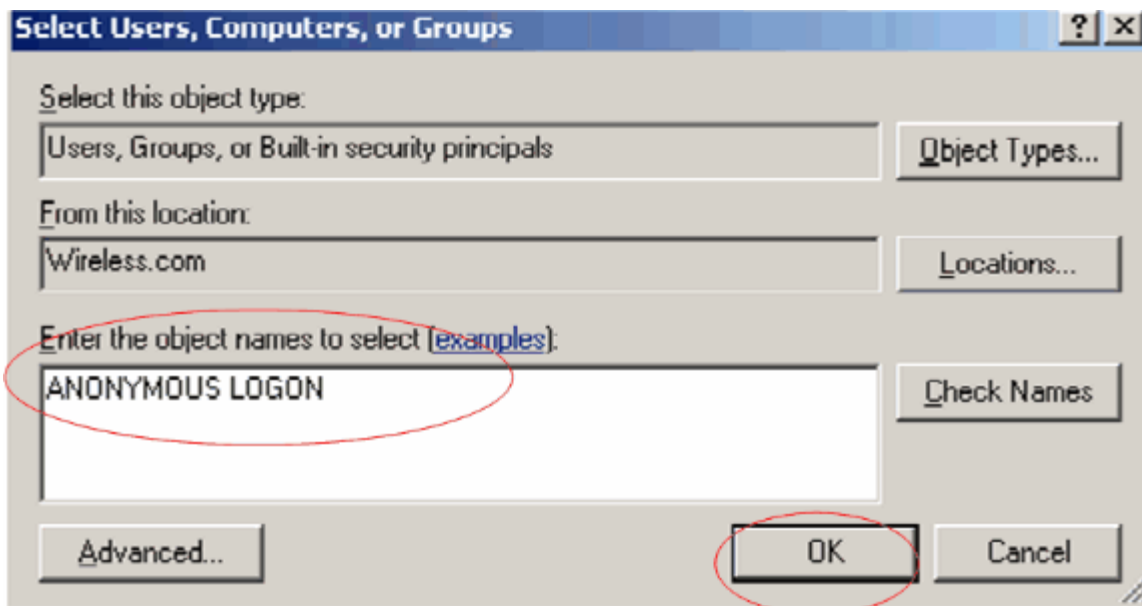 Select Users, Computers, or Groups
Select this object type:
Users, Groups, or Built-in security principals
Object Types...
From this location:
Wireless.com
Locations...
Enter the object names to select (examples):
ANONYMOUS LOGON
Check Names
Advanced...
OK
Cancel